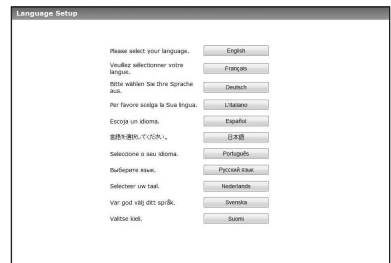 Language Setup
Please select your language.
English
Veuillez sélectionner votre
langue.
Français
Bitte wählen Sie Ihre Sprache
aus.
Deutsch
Per favore scelga la Sua lingua.
L'Italiano
Escoja un idioma.
Español
言語を選択してください。
日本語
Seleccione o seu idioma.
Português
Выберите язык.
Русский язык
Selecteer uw taal.
Nederlands
Var god välj ditt språk.
Svenska
Valitse kieli.
Suomi